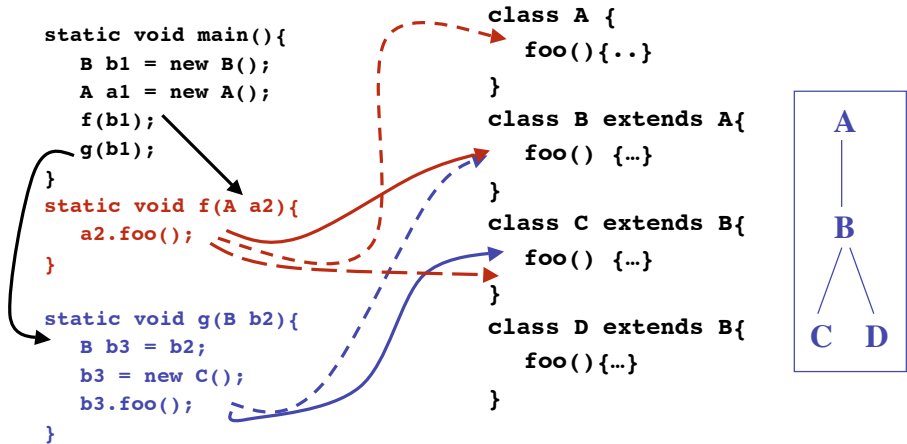 static void main(){
B b1 = new B();
A a1 = new A();
f(b1);
g(b1);
}
static void f(A a2){
a2.foo();
}
static void g(B b2){
B b3 = b2;
b3 = new C();
b3.foo();
}
class A {
foo(){..}
}
class B extends A{
foo() {…}
}
class C extends B{
foo() {…}
}
class D extends B{
foo(){…}
}
A
B
C D